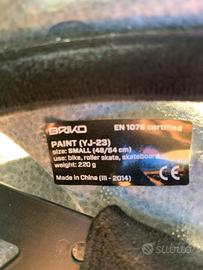 BRIKO
EN 1078 certified
PAINT (YJ-23)
size: SMALL (48/54 cm)
use: bike, roller skate, skateboard
weight: 220 g
Made in China (III - 2014)
CE
subito